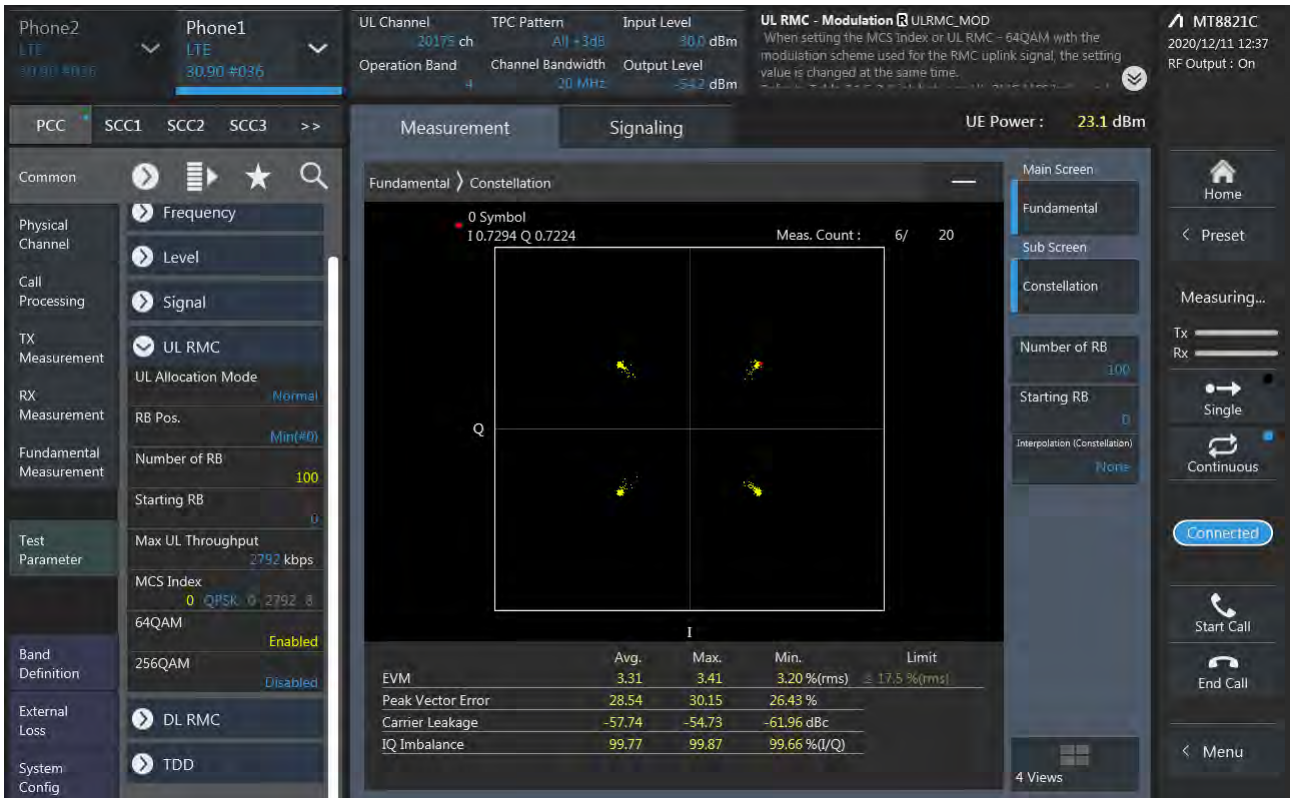 Phone2
LTE
30.90 #036
Phone1
LTE
30.90 #036
UL Channel
20175 ch
Operation Band
4
TPC Pattern
All +3dB
Channel Bandwidth
20 MHz
Input Level
30.0 dBm
Output Level
-54.2 dBm
UL RMC - Modulation R ULRMC_MOD
When setting the MCS Index or UL RMC – 64QAM with the
modulation scheme used for the RMC uplink signal, the setting
value is changed at the same time.
MT8821C
2020/12/11 12:37
RF Output : On
PCC SCC1 SCC2 SCC3 >>
Measurement
Signaling
UE Power : 23.1 dBm
Common
Physical
Channel
Call
Processing
TX
Measurement
RX
Measurement
Fundamental
Measurement
Test
Parameter
Band
Definition
External
Loss
System
Config
Frequency
Level
Signal
UL RMC
UL Allocation Mode
Normal
RB Pos.
Min(#0)
Number of RB
100
Starting RB
0
Max UL Throughput
2792 kbps
MCS Index
0 QPSK 0 2792 8
64QAM
Enabled
256QAM
Disabled
DL RMC
TDD
Fundamental Constellation
0 Symbol
I 0.7294 Q 0.7224
Meas. Count : 6/ 20
Q
I
Avg. Max. Min. Limit
EVM 3.31 3.41 3.20 %(rms) ≤ 17.5 %(rms)
Peak Vector Error 28.54 30.15 26.43 %
Carrier Leakage -57.74 -54.73 -61.96 dBc
IQ Imbalance 99.77 99.87 99.66 %(I/Q)
Main Screen
Fundamental
Sub Screen
Constellation
Number of RB
100
Starting RB
0
Interpolation (Constellation)
None
4 Views
Home
< Preset
Measuring...
Tx
Rx
Single
Continuous
Connected
Start Call
End Call
< Menu